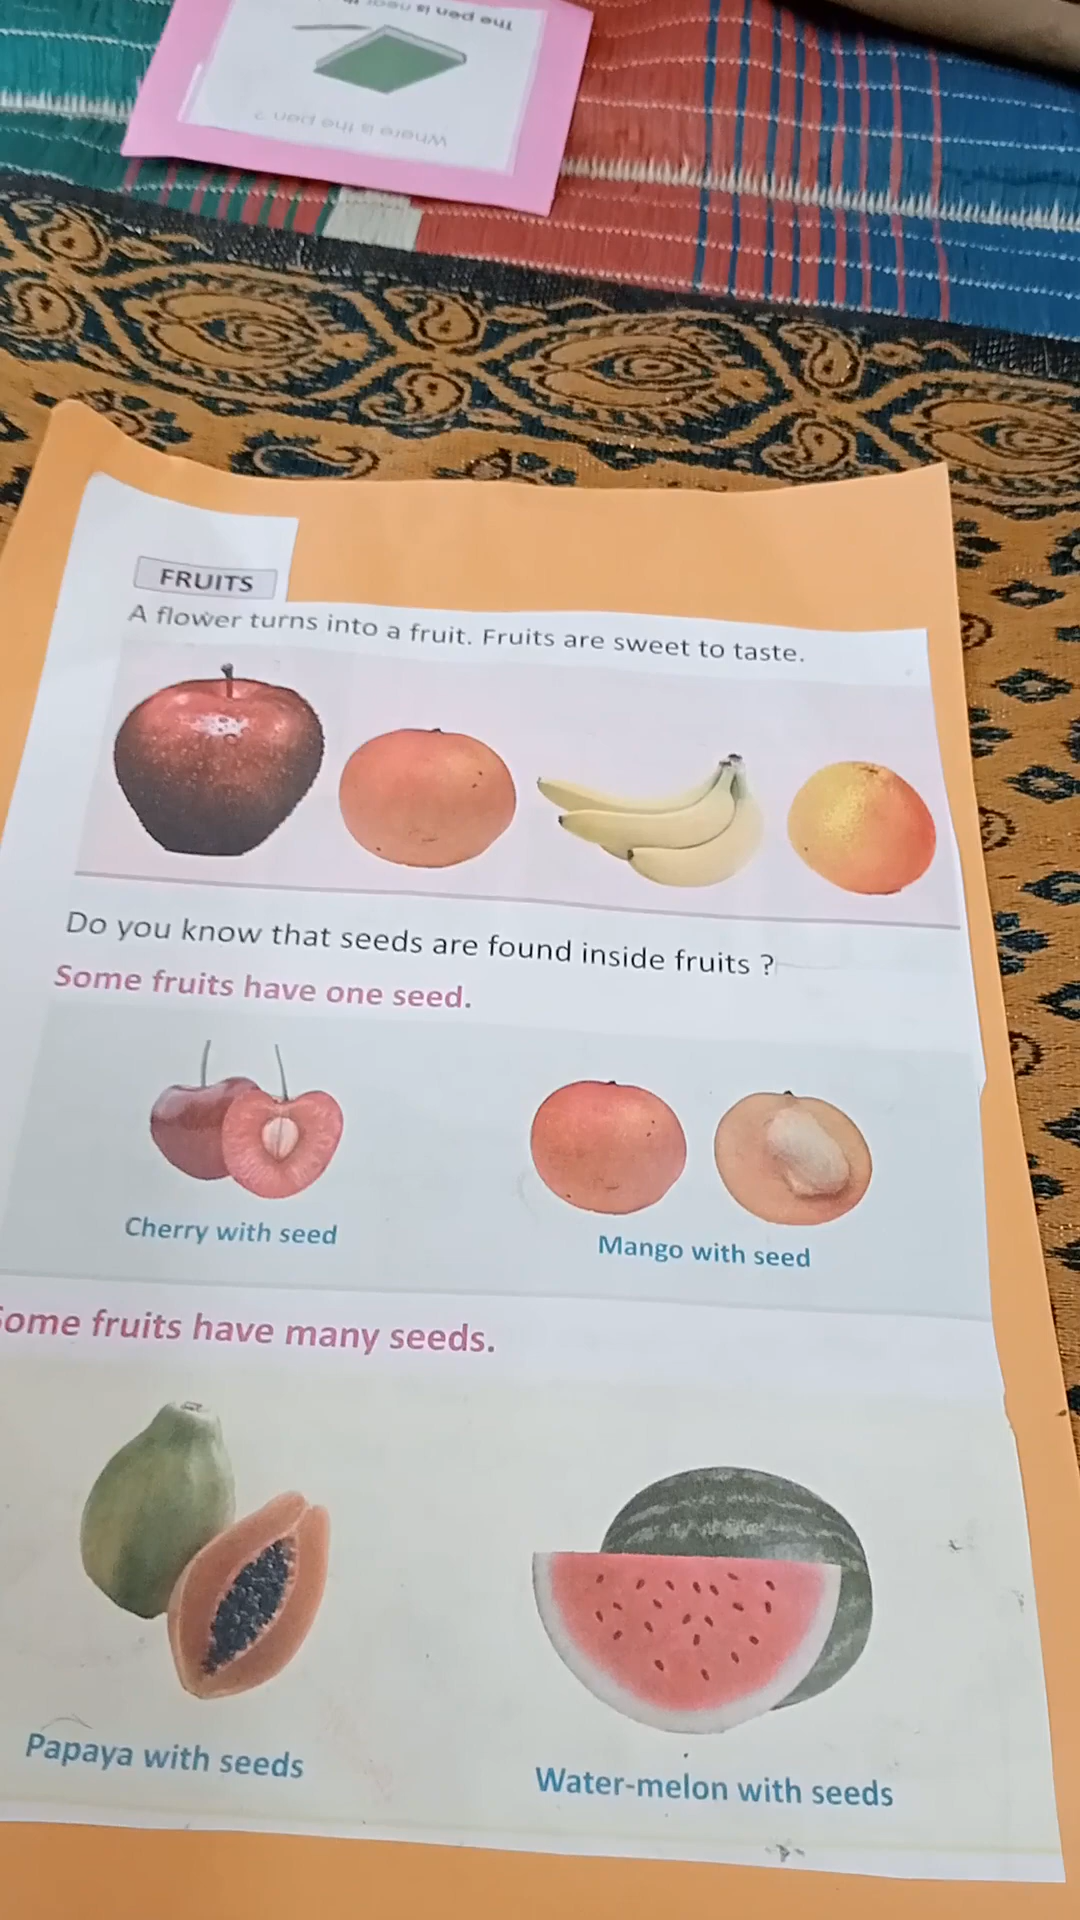 The pen is near
Where is the pen ?
FRUITS
A flower turns into a fruit. Fruits are sweet to taste.
Do you know that seeds are found inside fruits ?
Some fruits have one seed.
Cherry with seed
Mango with seed
Some fruits have many seeds.
Papaya with seeds
Water-melon with seeds